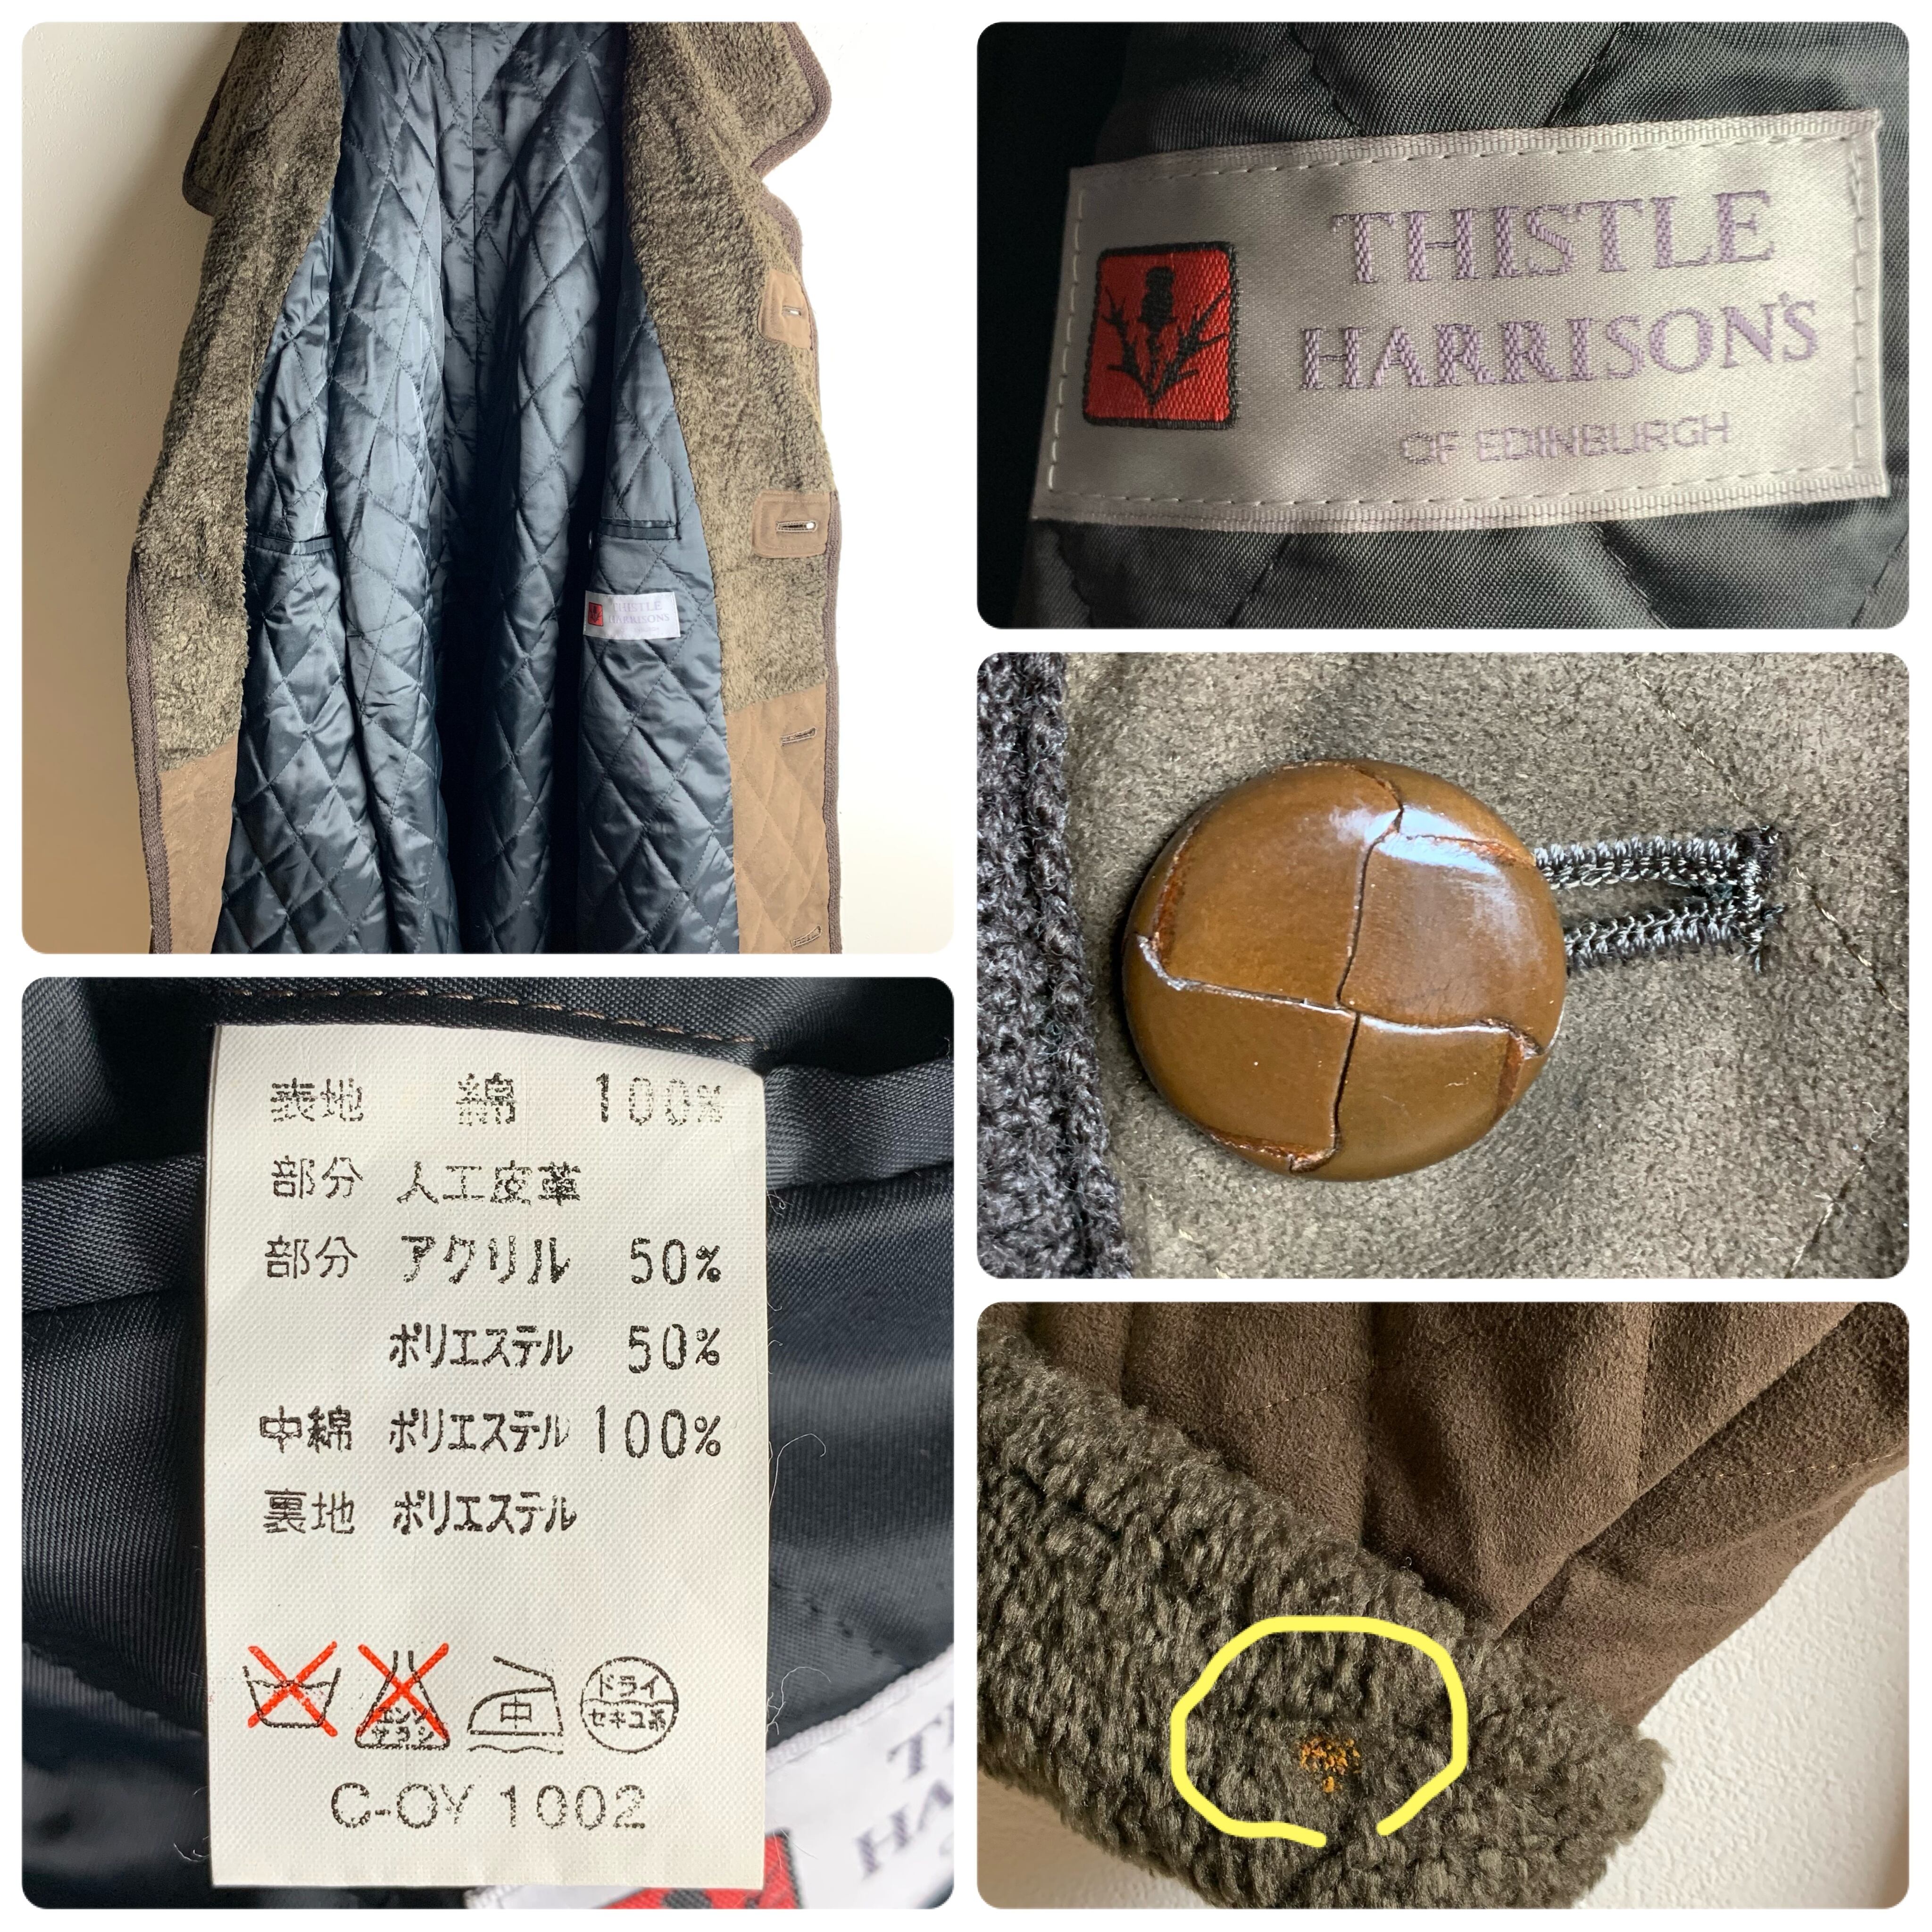 THISTLE
HARRISON'S
THISTLE
HARRISON'S
OF EDINBURGH
表地 綿 100%
部分 人工皮革
部分 アクリル 50%
ポリエステル 50%
中綿 ポリエステル 100%
裏地 ポリエステル
エンソ
サラシ
中
ドライ
セキユ系
C-OY 1002